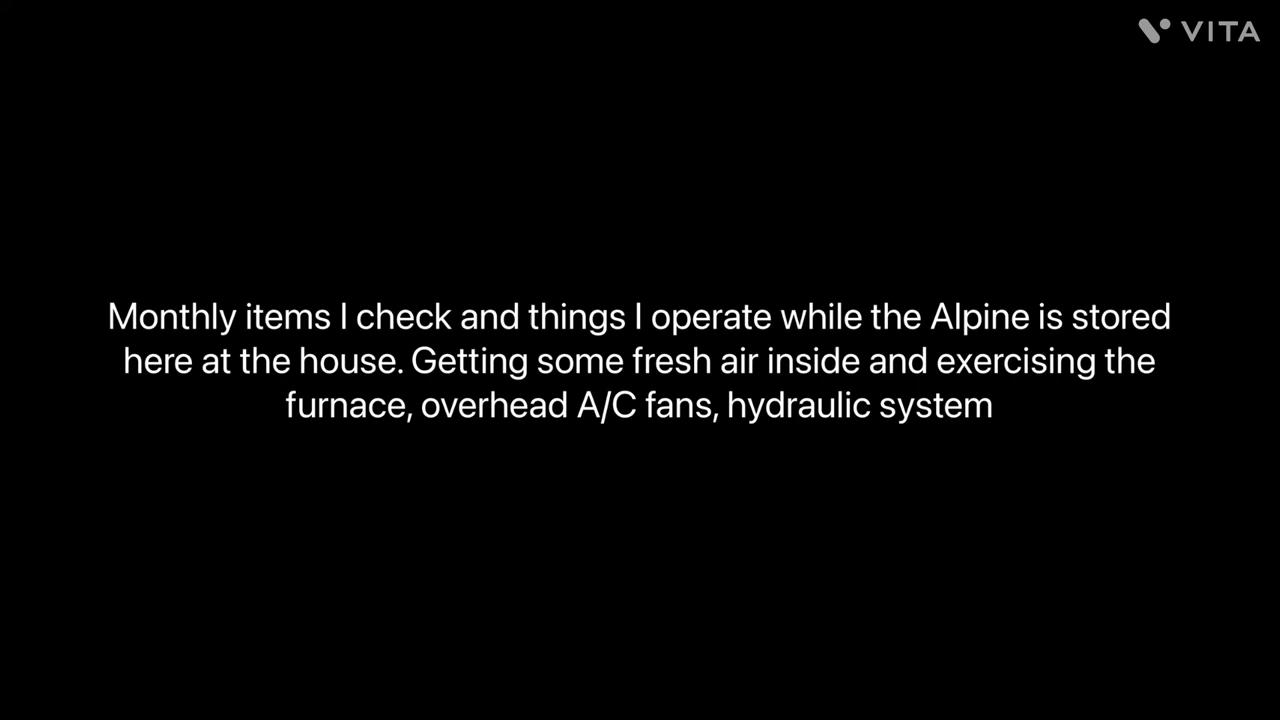 VITA
Monthly items I check and things I operate while the Alpine is stored
here at the house. Getting some fresh air inside and exercising the
furnace, overhead A/C fans, hydraulic system